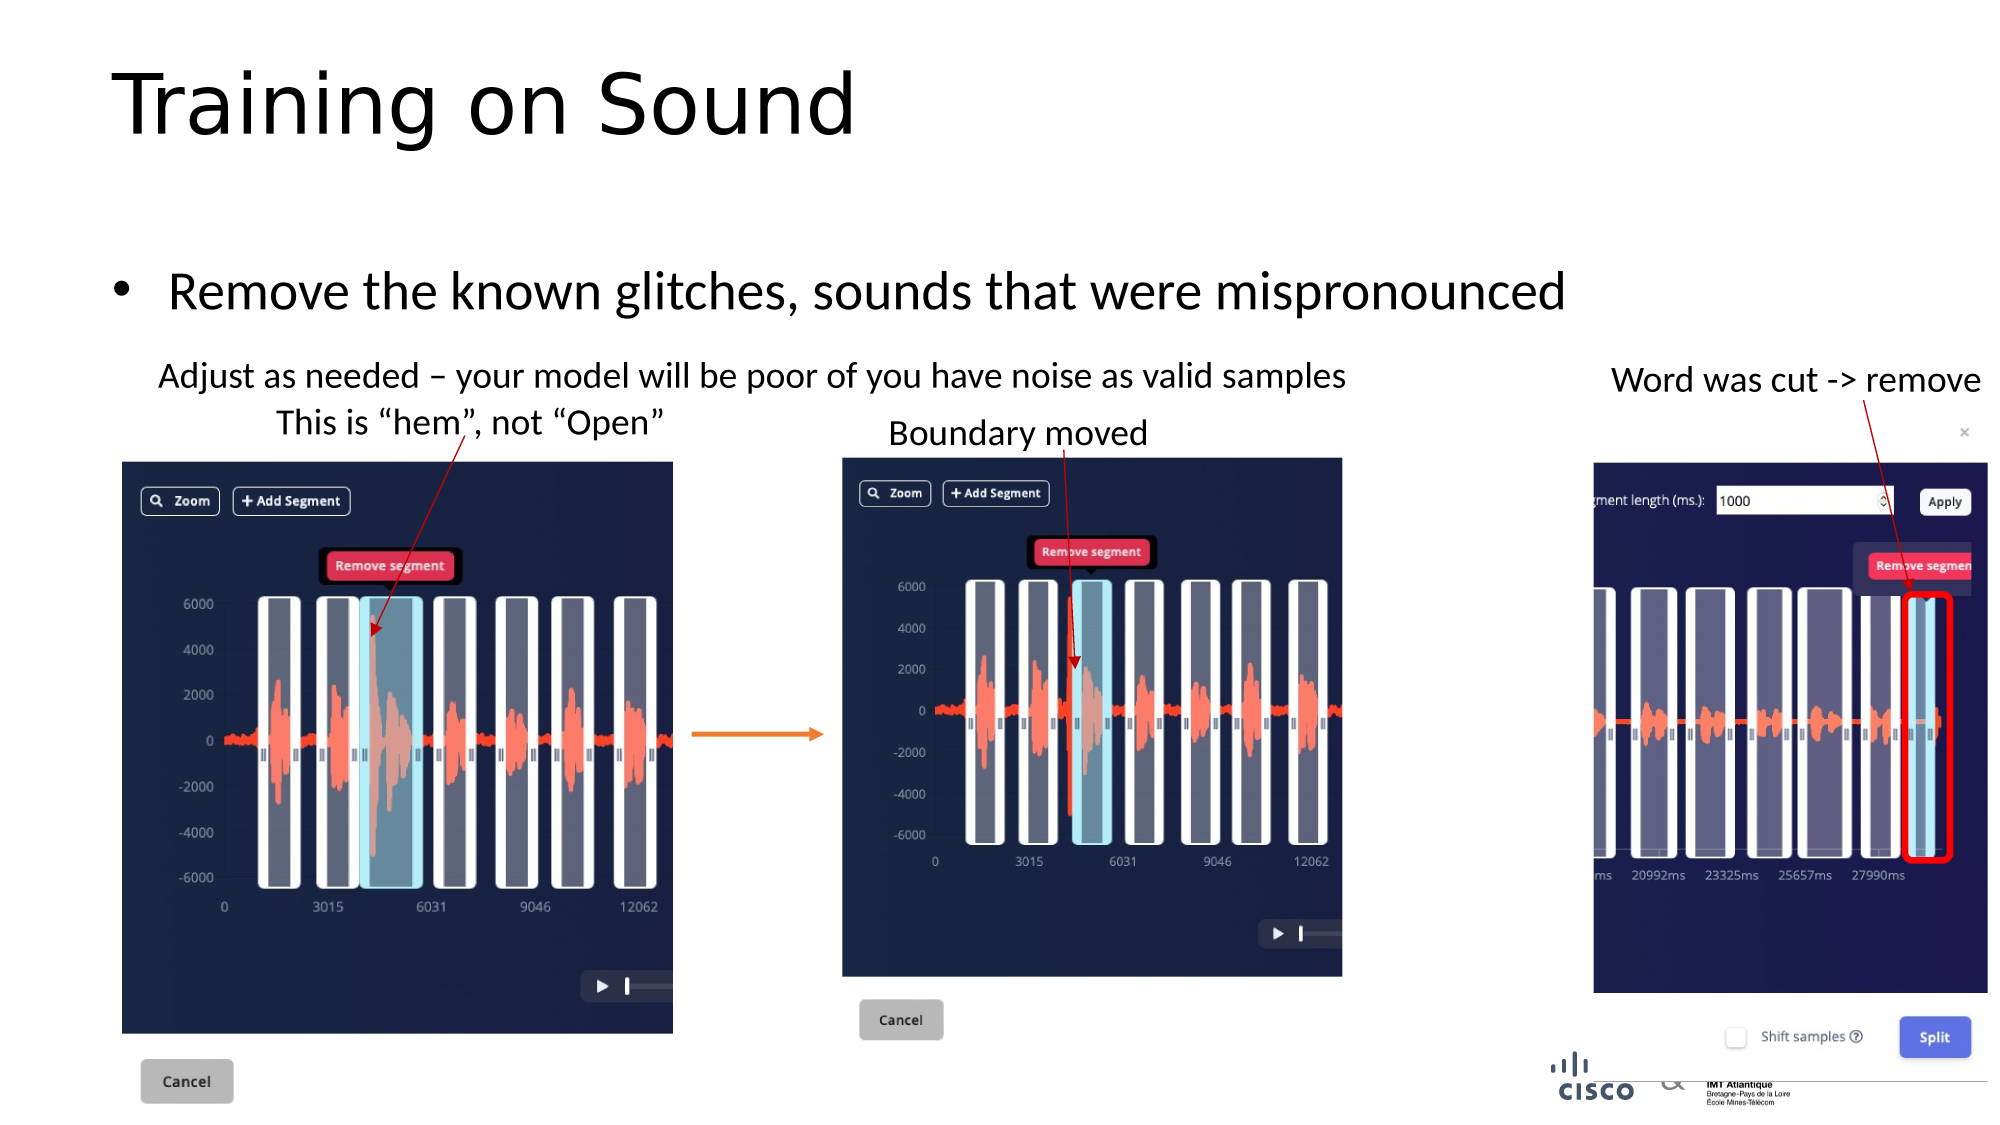 Training on Sound
• Remove the known glitches, sounds that were mispronounced
Adjust as needed – your model will be poor of you have noise as valid samples
Word was cut -> remove
This is “hem”, not “Open”
Boundary moved
×
Zoom
+ Add Segment
Remove segment
6000
4000
2000
0
-2000
-4000
-6000
0 3015 6031 9046 12062
Cancel
Zoom
+ Add Segment
Remove segment
6000
4000
2000
0
-2000
-4000
-6000
0 3015 6031 9046 12062
Cancel
gment length (ms.): 1000 Apply
Remove segmen
ms 20992ms 23325ms 25657ms 27990ms
Shift samples ? Split
CISCO
&
IMT Atlantique
Bretagne-Pays de la Loire
École Mines-Télécom